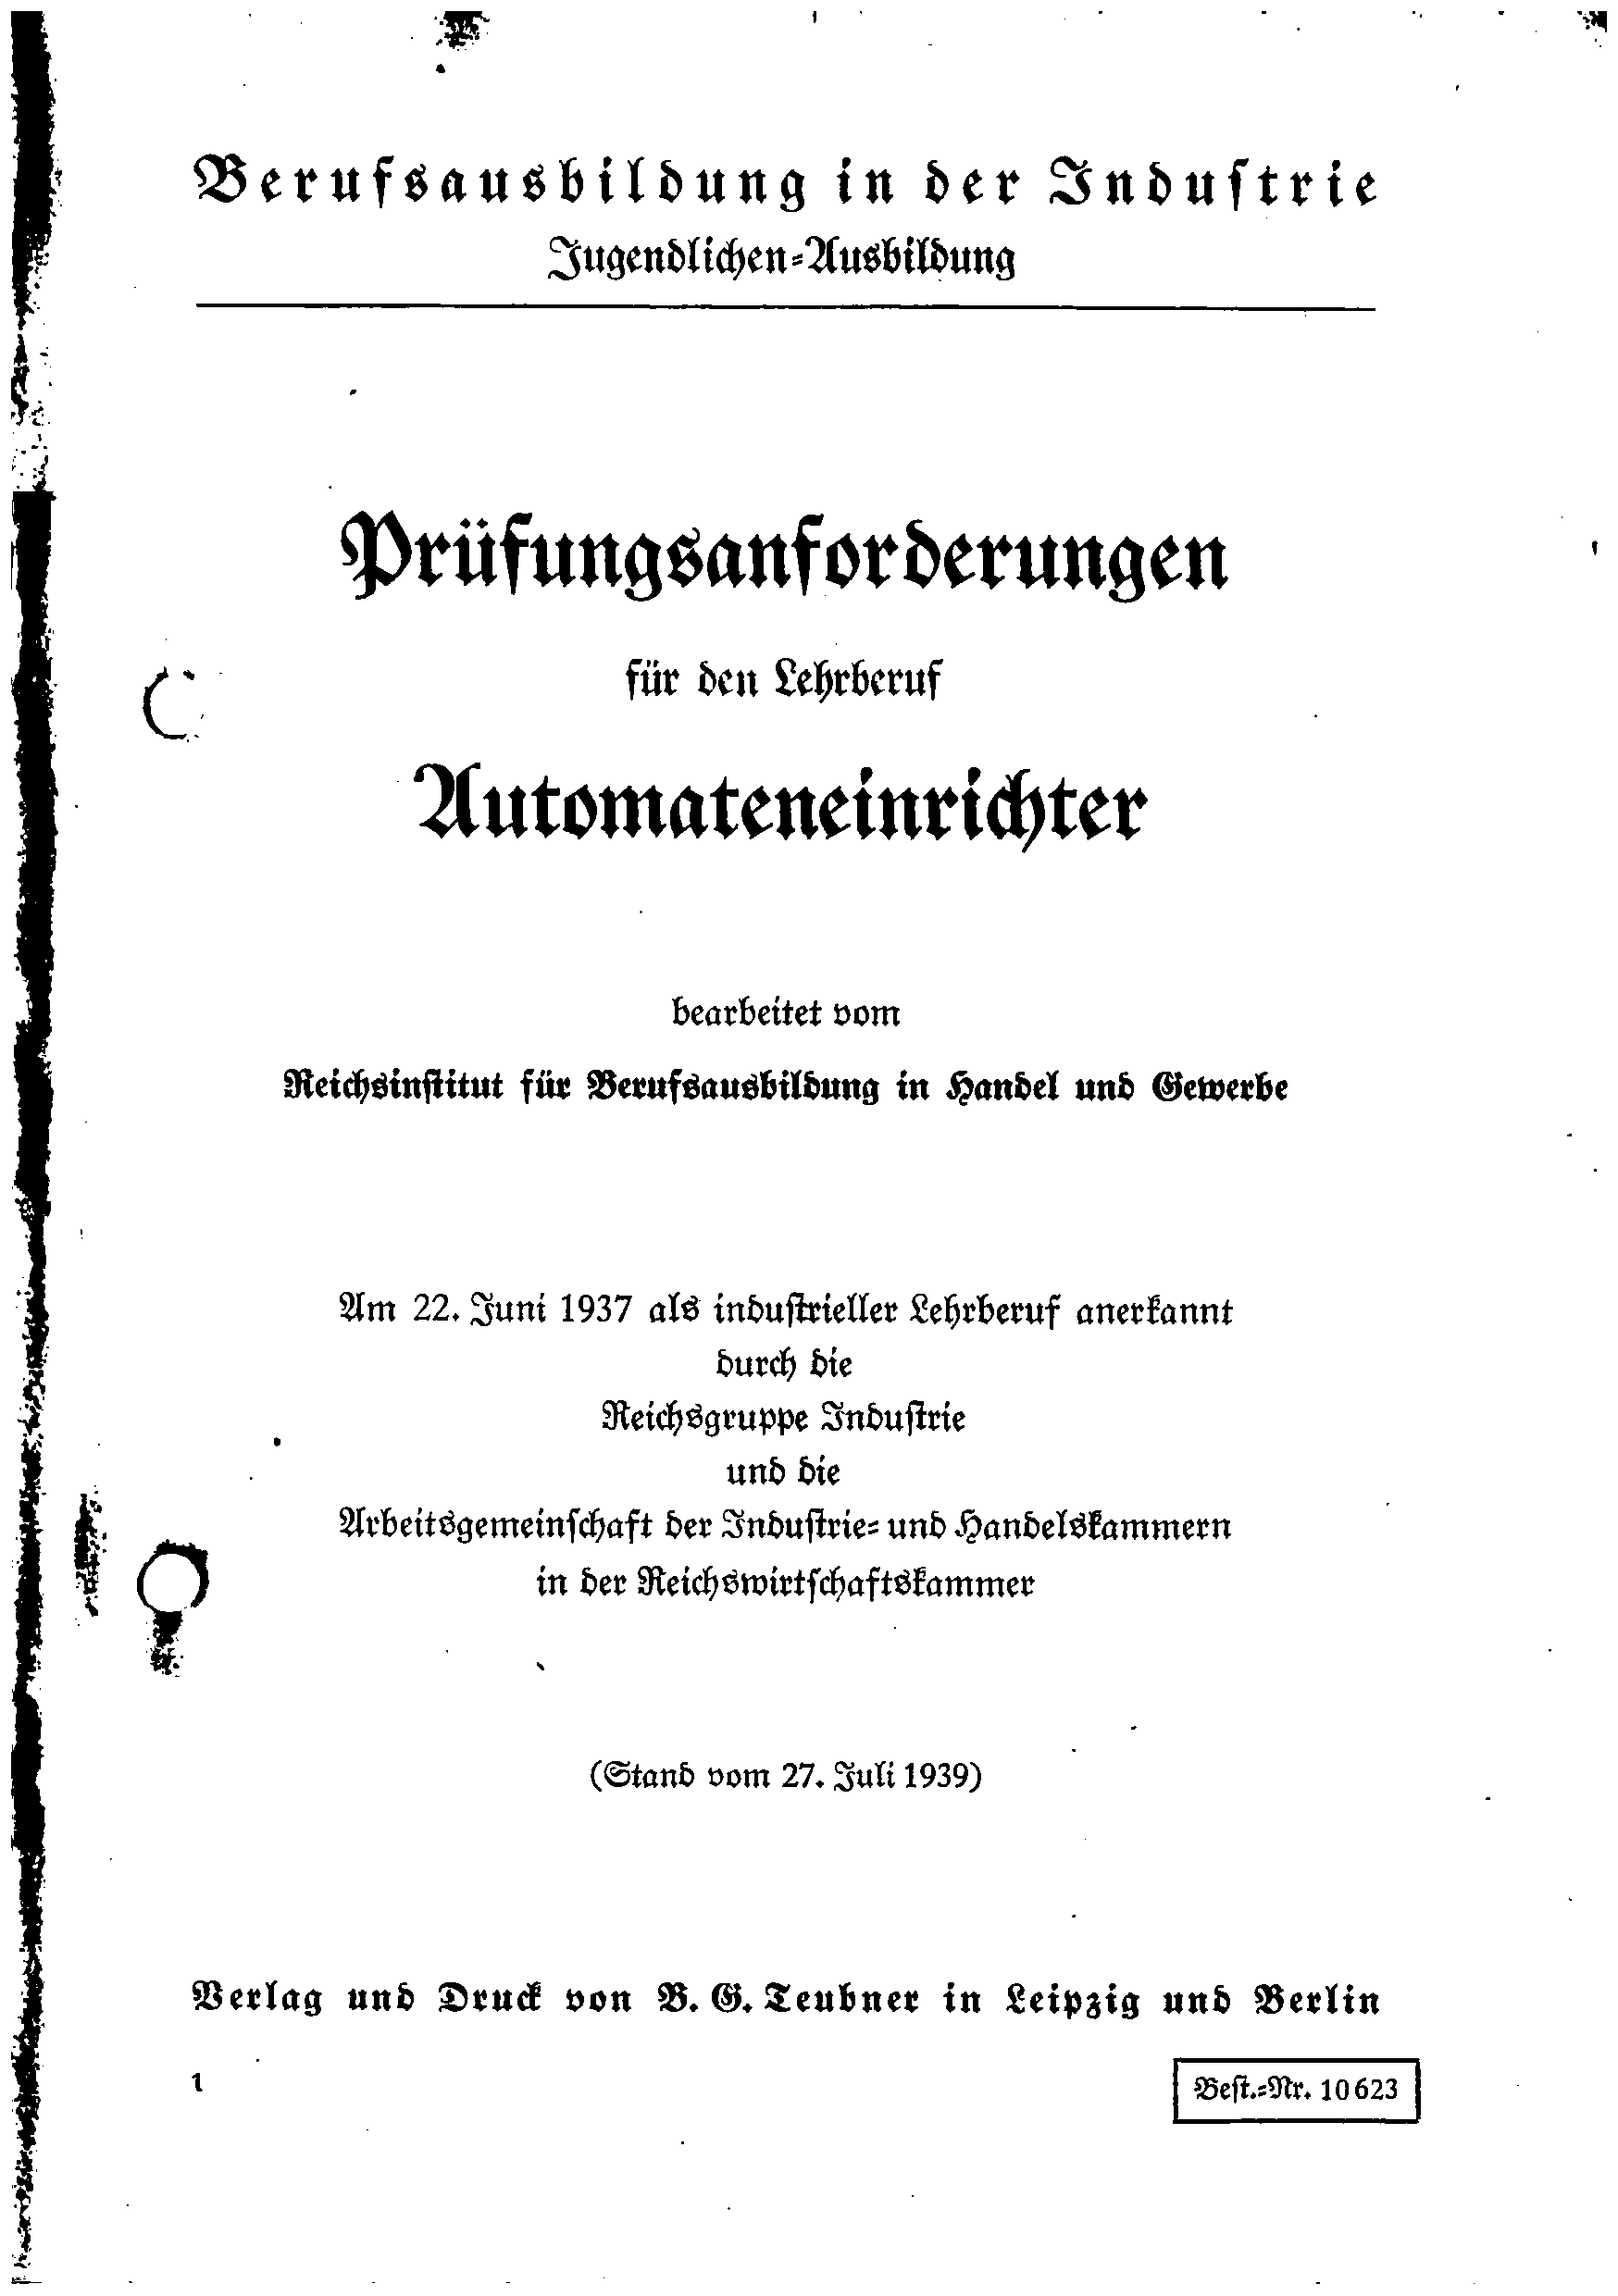 Berufsausbildung in der Industrie
Jugendlichen-Ausbildung
Prüfungsanforderungen
für den Lehrberuf
Automateneinrichter
bearbeitet vom
Reichsinstitut für Berufsausbildung in Handel und Gewerbe
Am 22. Juni 1937 als industrieller Lehrberuf anerkannt
durch die
Reichsgruppe Industrie
und die
Arbeitsgemeinschaft der Industrie- und Handelskammern
in der Reichswirtschaftskammer
(Stand vom 27. Juli 1939)
Verlag und Druck von B. G. Teubner in Leipzig und Berlin
1
Best.-Nr. 10623